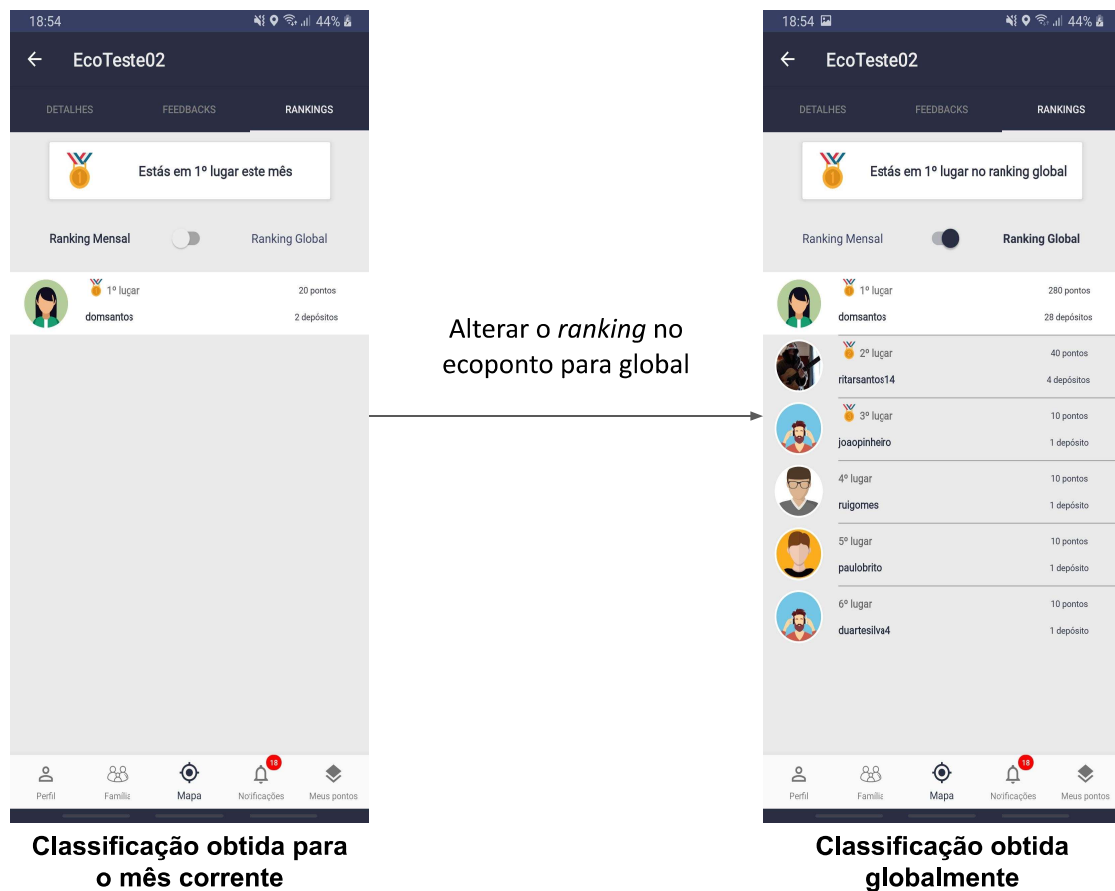 18:54 44%
EcoTeste02
DETALHES FEEDBACKS RANKINGS
1 Estás em 1º lugar este mês
Ranking Mensal Ranking Global
1º lugar 20 pontos
domsantos 2 depósitos
18
Perfil Família Mapa Notificações Meus pontos
Classificação obtida para
o mês corrente
Alterar o ranking no
ecoponto para global
18:54 44%
EcoTeste02
DETALHES FEEDBACKS RANKINGS
1 Estás em 1º lugar no ranking global
Ranking Mensal Ranking Global
1º lugar 280 pontos
domsantos 28 depósitos
2º lugar 40 pontos
ritarsantos14 4 depósitos
3º lugar 10 pontos
joaopinheiro 1 depósito
4º lugar 10 pontos
ruigomes 1 depósito
5º lugar 10 pontos
paulobrito 1 depósito
6º lugar 10 pontos
duartesilva4 1 depósito
18
Perfil Família Mapa Notificações Meus pontos
Classificação obtida
globalmente